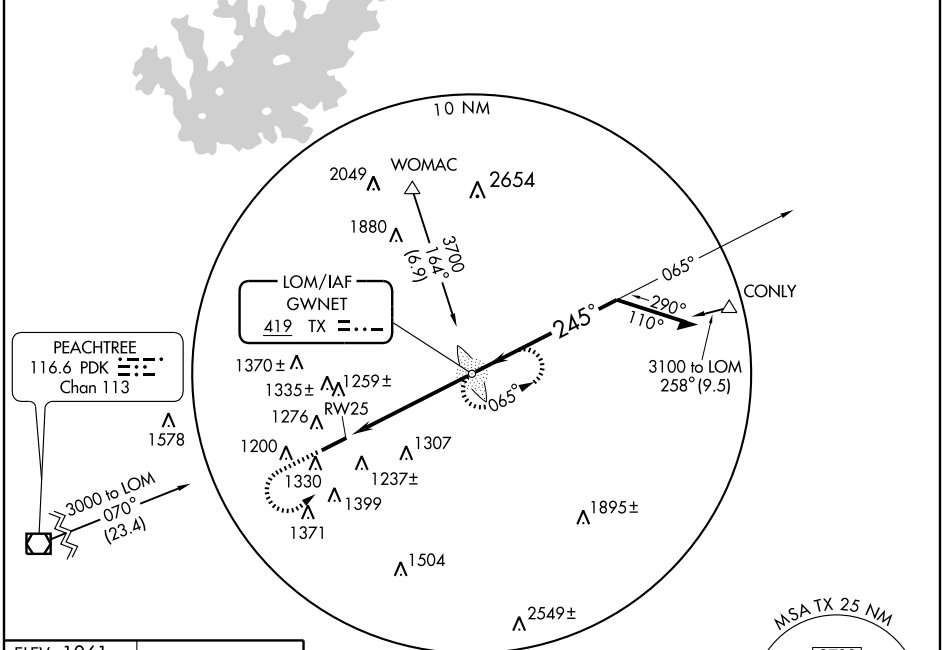 10 NM
WOMAC
2049
2654
1880
3700
164°
(6.9)
LOM/IAF
GWNET
419 TX
065°
CONLY
290°
110°
245°
3100 to LOM
258° (9.5)
PEACHTREE
116.6 PDK
Chan 113
1370±
1335±
1259±
1276
RW25
065°
1578
1200
1307
1330
1237±
1399
1371
3000 to LOM
070°
(23.4)
1895±
1504
2549±
MSA TX 25 NM
ELEV 1061